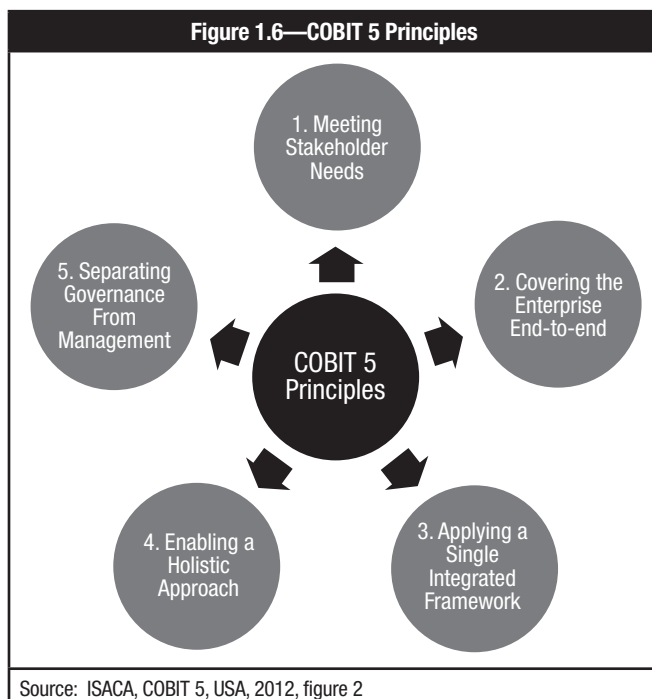 Figure 1.6—COBIT 5 Principles
1. Meeting
Stakeholder
Needs
2. Covering the
Enterprise
End-to-end
3. Applying a
Single
Integrated
Framework
4. Enabling a
Holistic
Approach
5. Separating
Governance
From
Management
COBIT 5
Principles
Source: ISACA, COBIT 5, USA, 2012, figure 2